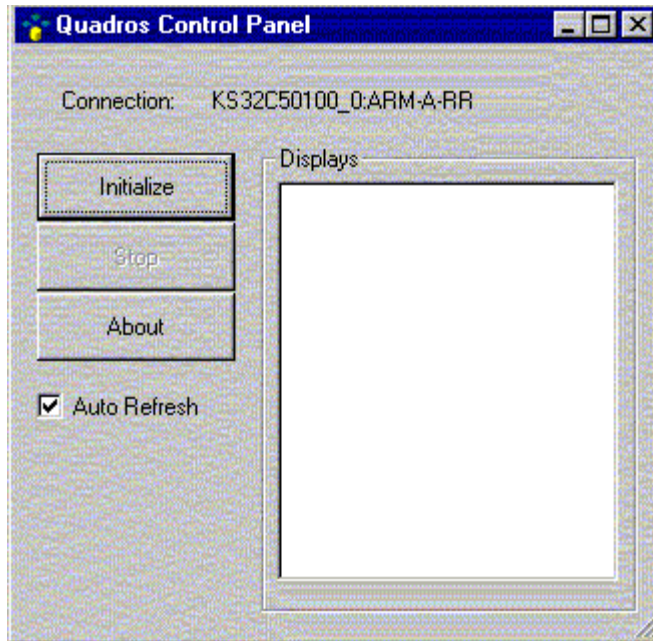 Quadros Control Panel
Connection: KS32C50100_0:ARM-A-RR
Displays
Initialize
Stop
About
Auto Refresh